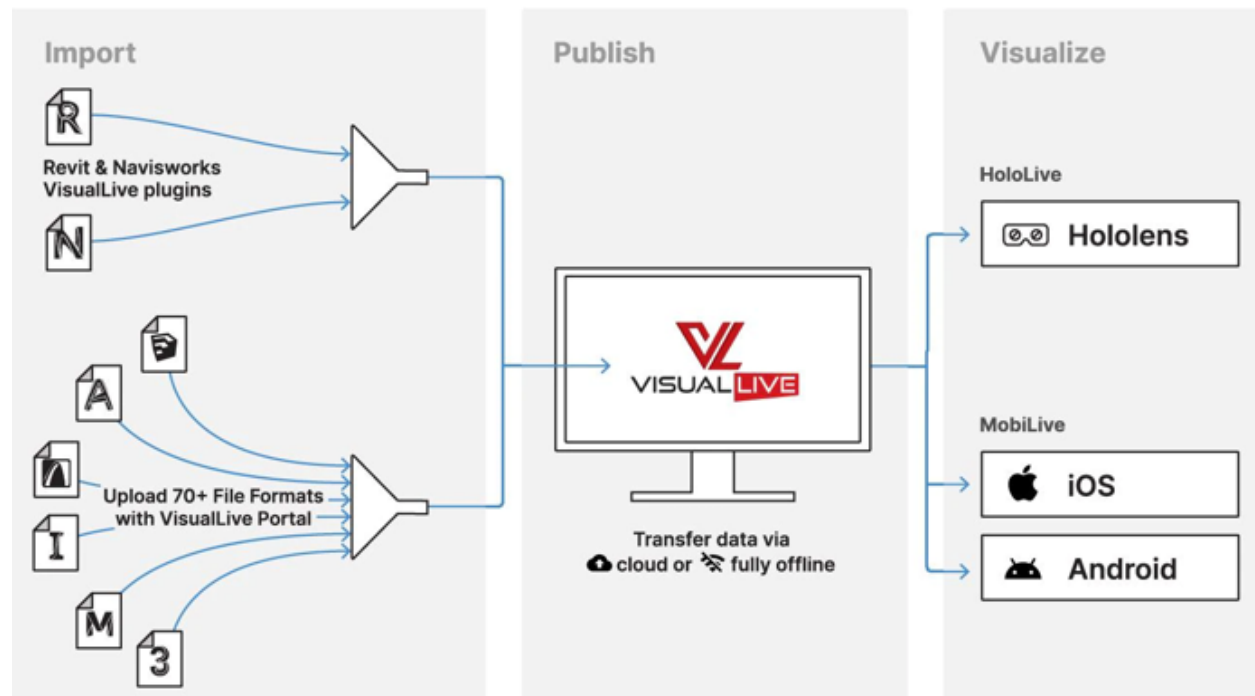 Import
R
Revit & Navisworks
VisualLive plugins
N
A
Upload 70+ File Formats
with VisualLive Portal
I
M
3
Publish
VL
VISUAL LIVE
Transfer data via
cloud or fully offline
Visualize
HoloLive
Hololens
MobiLive
iOS
Android